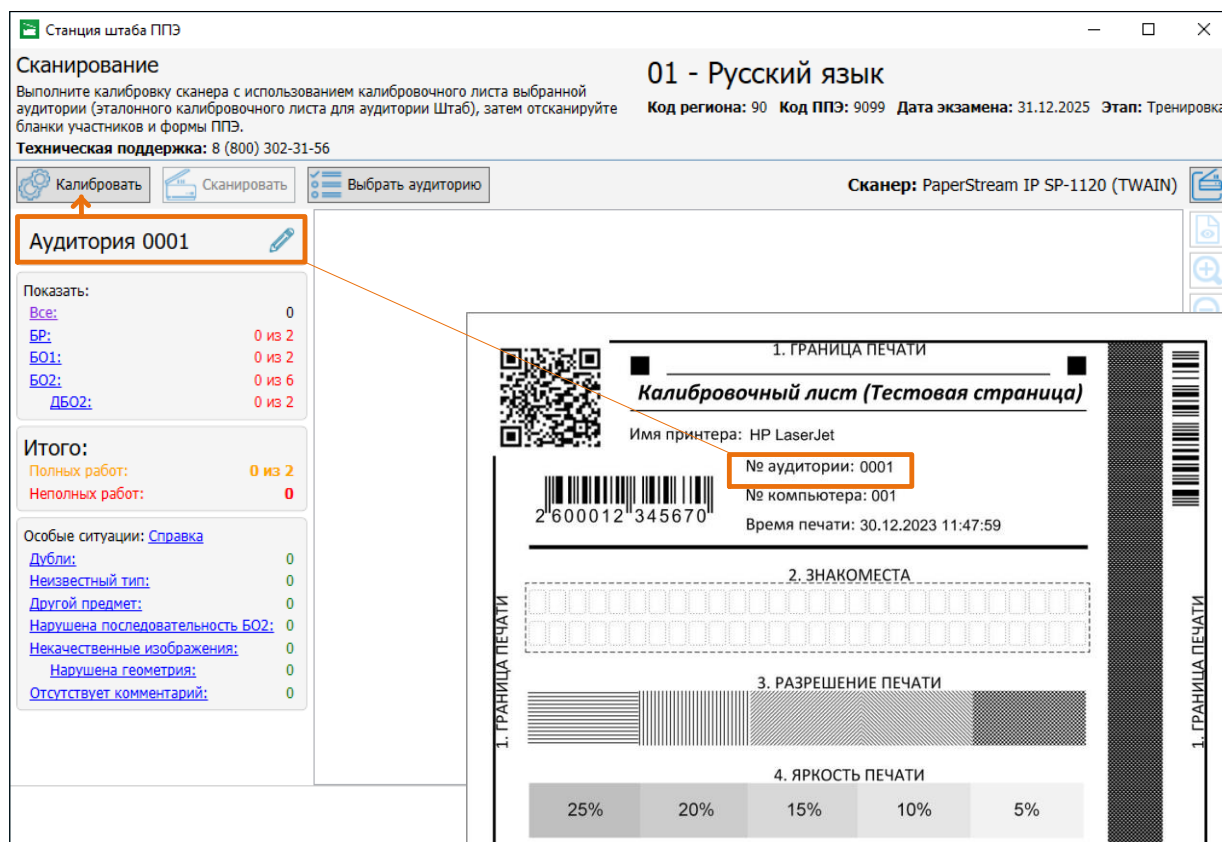 Станция штаба ППЭ
Сканирование
Выполните калибровку сканера с использованием калибровочного листа выбранной
аудитории (эталонного калибровочного листа для аудитории Штаб), затем отсканируйте
бланки участников и формы ППЭ.
Техническая поддержка: 8 (800) 302-31-56
01 - Русский язык
Код региона: 90 Код ППЭ: 9099 Дата экзамена: 31.12.2025 Этап: Тренировка
Калибровать
Сканировать
Выбрать аудиторию
Сканер: PaperStream IP SP-1120 (TWAIN)
Аудитория 0001
Показать:
Все: 0
БР: 0 из 2
БО1: 0 из 2
БО2: 0 из 6
ДБО2: 0 из 2
Итого:
Полных работ: 0 из 2
Неполных работ: 0
Особые ситуации: Справка
Дубли: 0
Неизвестный тип: 0
Другой предмет: 0
Нарушена последовательность БО2: 0
Некачественные изображения: 0
Нарушена геометрия: 0
Отсутствует комментарий: 0
1. ГРАНИЦА ПЕЧАТИ
Калибровочный лист (Тестовая страница)
Имя принтера: HP LaserJet
№ аудитории: 0001
№ компьютера: 001
Время печати: 30.12.2023 11:47:59
2 600012 345670
2. ЗНАКОМЕСТА
1. ГРАНИЦА ПЕЧАТИ
1. ГРАНИЦА ПЕЧАТИ
3. РАЗРЕШЕНИЕ ПЕЧАТИ
4. ЯРКОСТЬ ПЕЧАТИ
25% 20% 15% 10% 5%